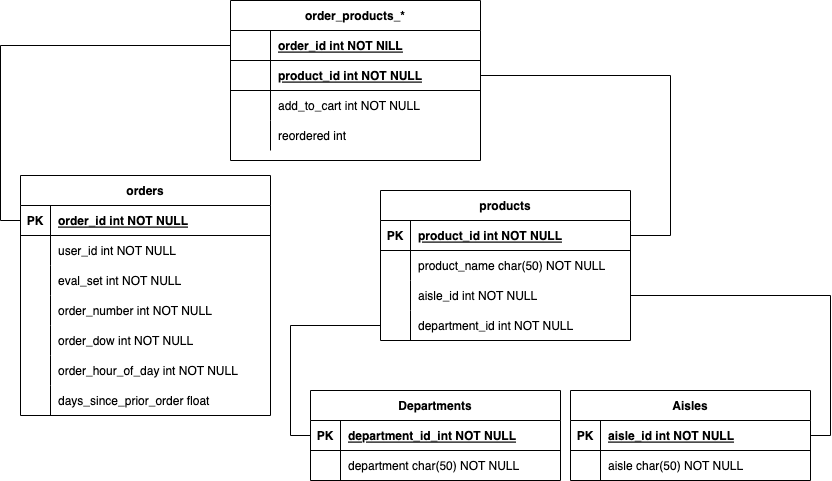 order_products_*
order_id int NOT NILL
product_id int NOT NULL
add_to_cart int NOT NULL
reordered int
orders
PK order_id int NOT NULL
user_id int NOT NULL
eval_set int NOT NULL
order_number int NOT NULL
order_dow int NOT NULL
order_hour_of_day int NOT NULL
days_since_prior_order float
products
PK product_id int NOT NULL
product_name char(50) NOT NULL
aisle_id int NOT NULL
department_id int NOT NULL
Departments
PK department_id_int NOT NULL
department char(50) NOT NULL
Aisles
PK aisle_id int NOT NULL
aisle char(50) NOT NULL